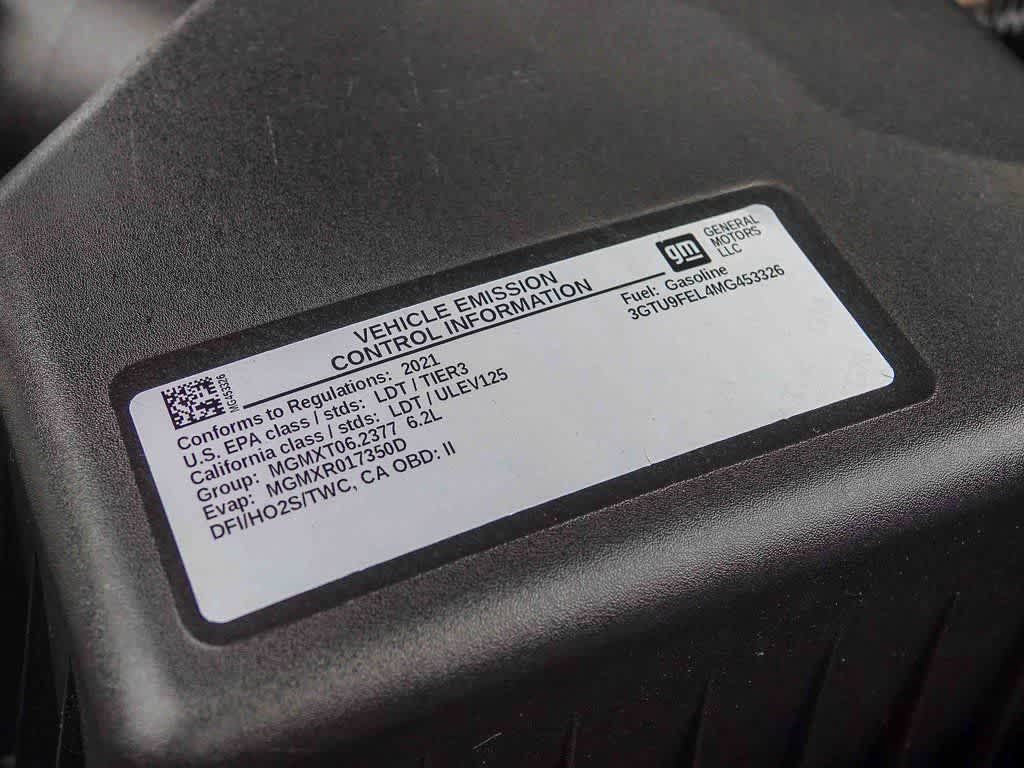 gm GENERAL
MOTORS
LLC
VEHICLE EMISSION
CONTROL INFORMATION
Fuel: Gasoline
3GTU9FEL4MG453326
MG453326
Conforms to Regulations: 2021
U.S. EPA class / stds: LDT / TIER3
California class / stds: LDT / ULEV125
Group: MGMXT06.2377 6.2L
Evap: MGMXR017350D
DFI/HO2S/TWC, CA OBD: II